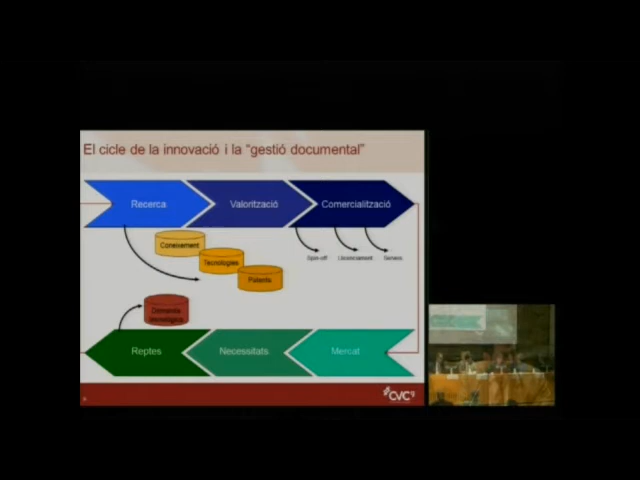 El cicle de la innovació i la "gestió documental"
Recerca
Valorització
Comercialització
Coneixement
Tecnologies
Patents
Spin-off
Llicenciament
Serveis
Demanda
tecnològica
Reptes
Necessitats
Mercat
CVC